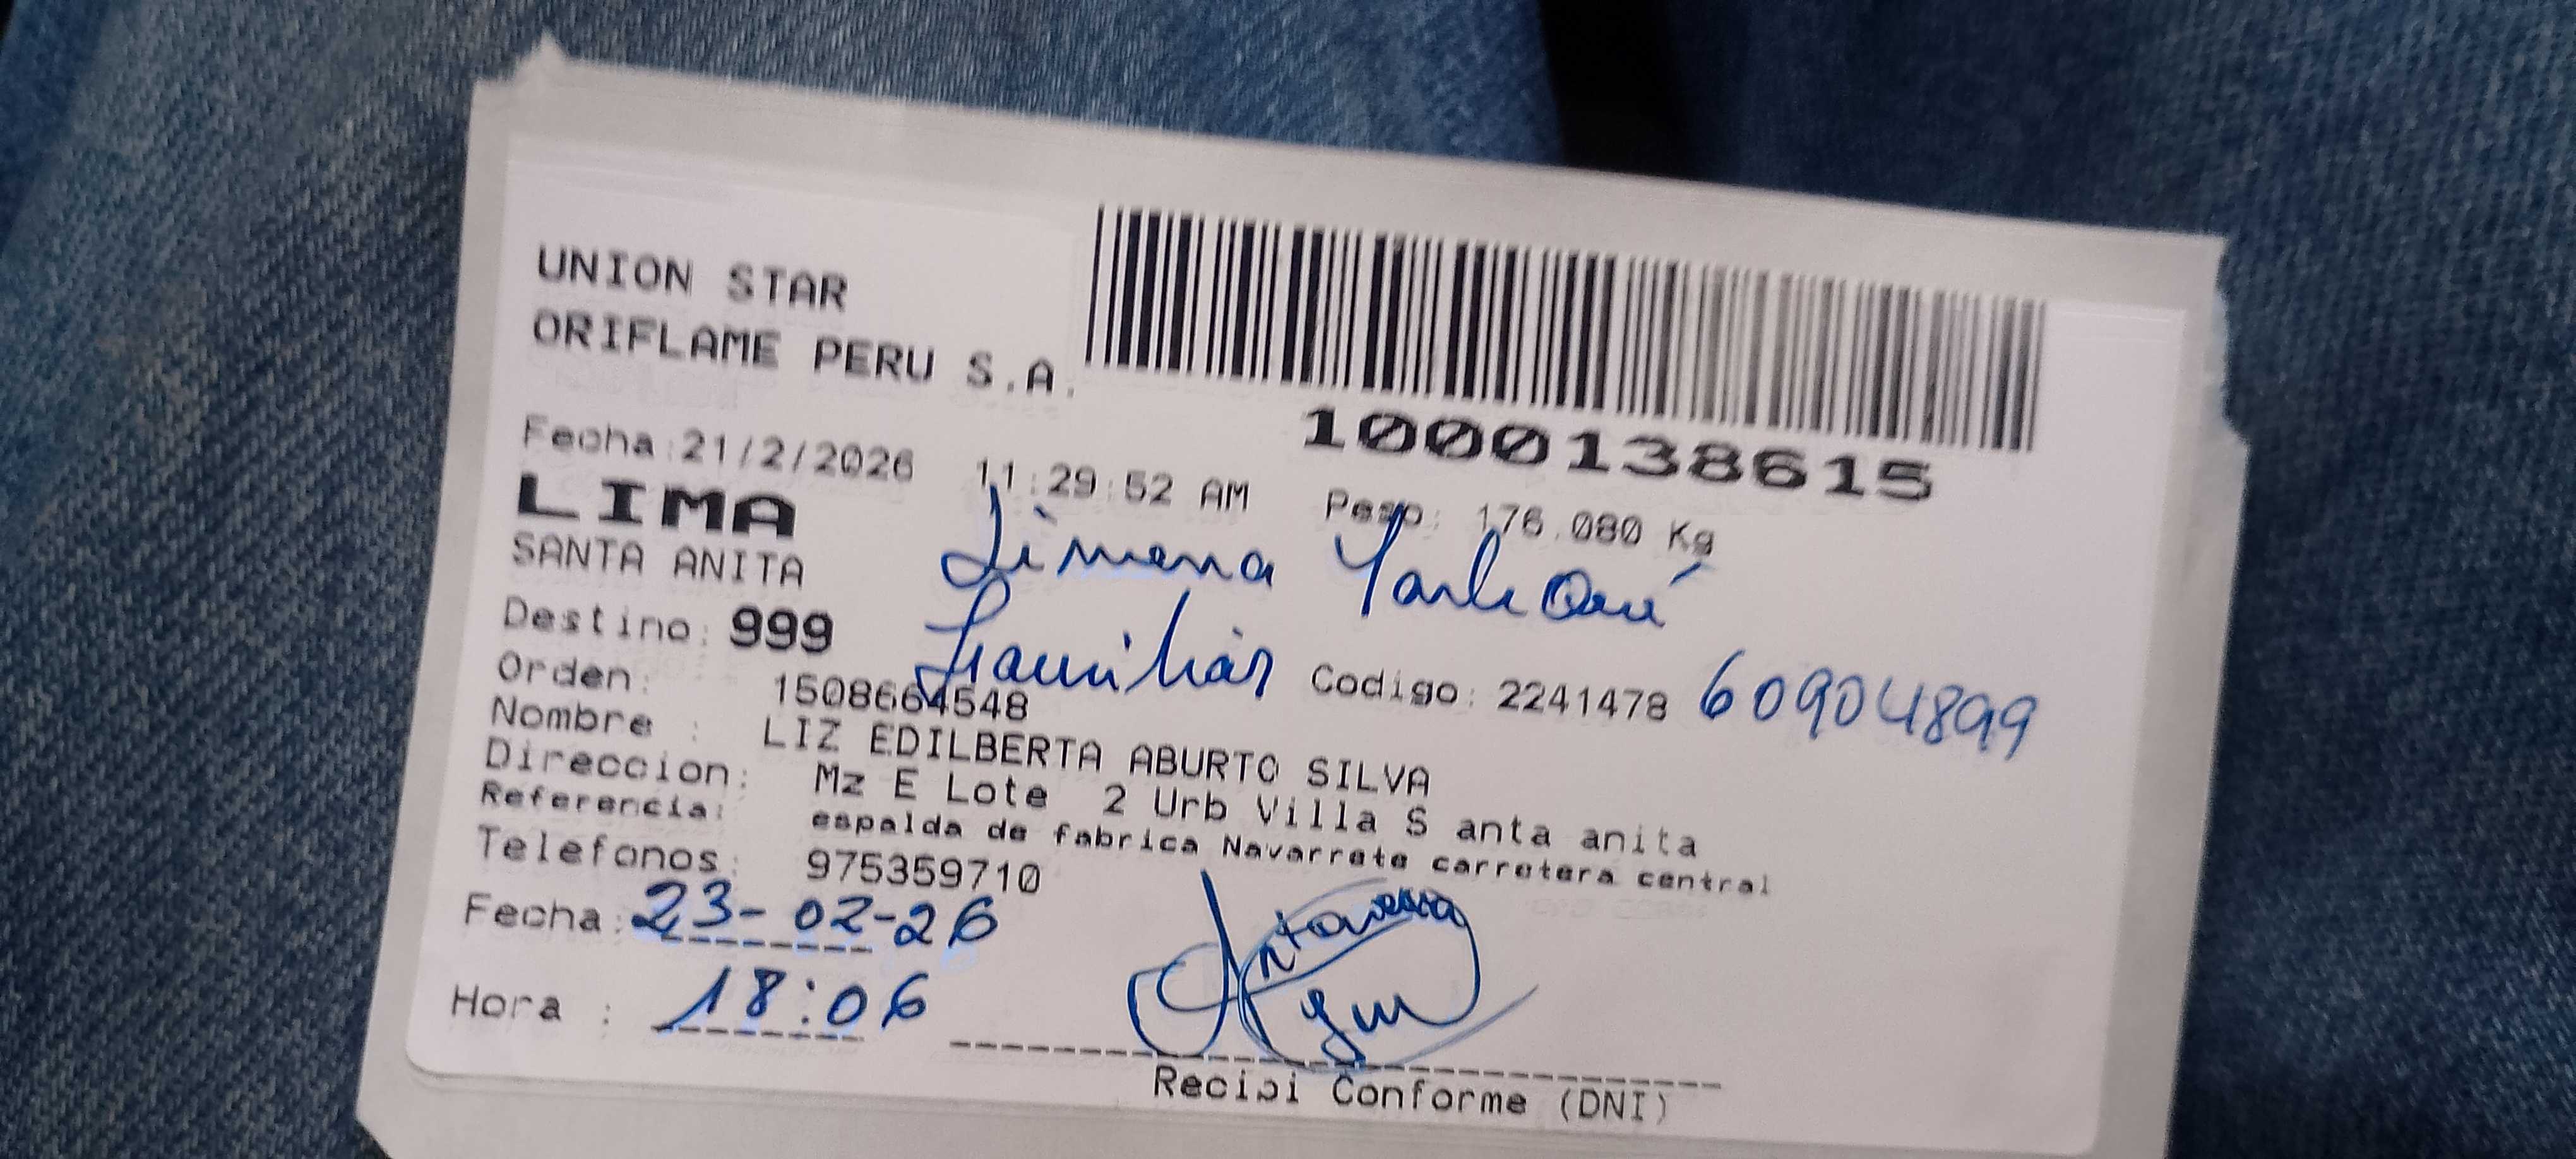 UNION STAR
ORIFLAME PERU S.A.
1000138615
Fecha:21/2/2026 11:29:52 AM Peso: 176.080 Kg
LIMA
SANTA ANITA
Jimena
Destino: 999
Familiar
Orden: 1508664548 Codigo: 2241478 60904899
Nombre : LIZ EDILBERTA ABURTO SILVA
Direccion: Mz E Lote 2 Urb Villa S anta anita
Referencia: espalda de fabrica Navarrete carretera central
Telefonos: 975359710
Fecha: 23-02-26
Hora : 18:06
Recibi Conforme (DNI)